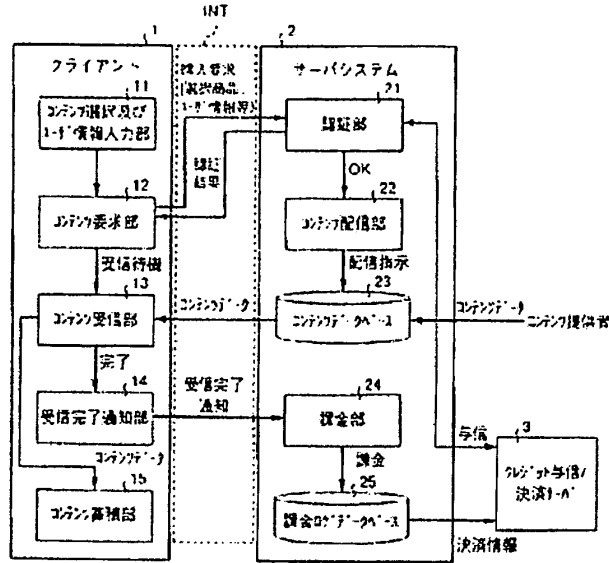 INT
1
クライアント
11
コンテンツ選択及び
ユーザ情報入力部
12
コンテンツ要求部
受信待機
13
コンテンツ受信部
完了
14
受信完了通知部
コンテンツデータ
15
コンテンツ蓄積部
購入要求
(選択商品、
ユーザ情報等)
認証
結果
コンテンツデータ
受信完了
通知
2
サーバシステム
21
認証部
OK
22
コンテンツ配信部
配信指示
23
コンテンツデータベース
24
課金部
課金
25
課金ログデータベース
コンテンツデータ
コンテンツ提供者
与信
3
クレジット与信/
決済サーバ
決済情報